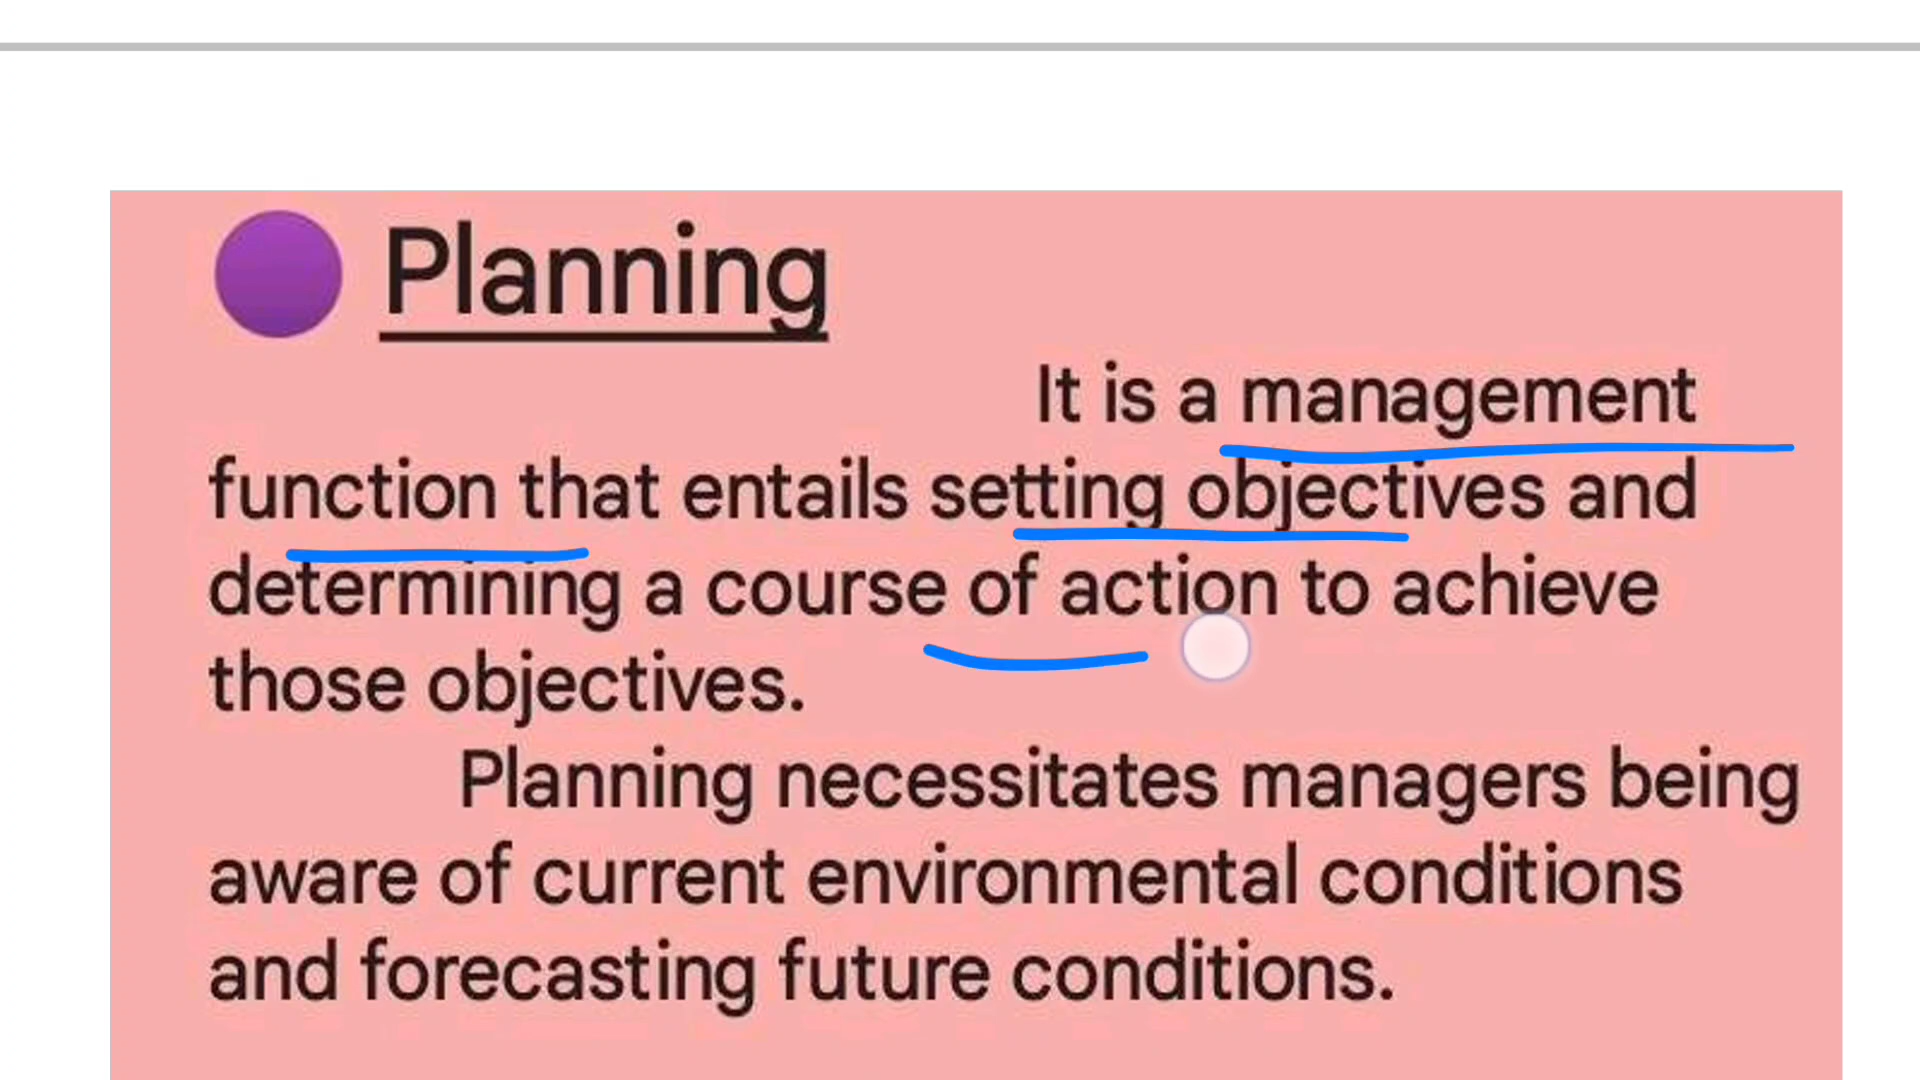 Planning
It is a management
function that entails setting objectives and
determining a course of action to achieve
those objectives.
Planning necessitates managers being
aware of current environmental conditions
and forecasting future conditions.